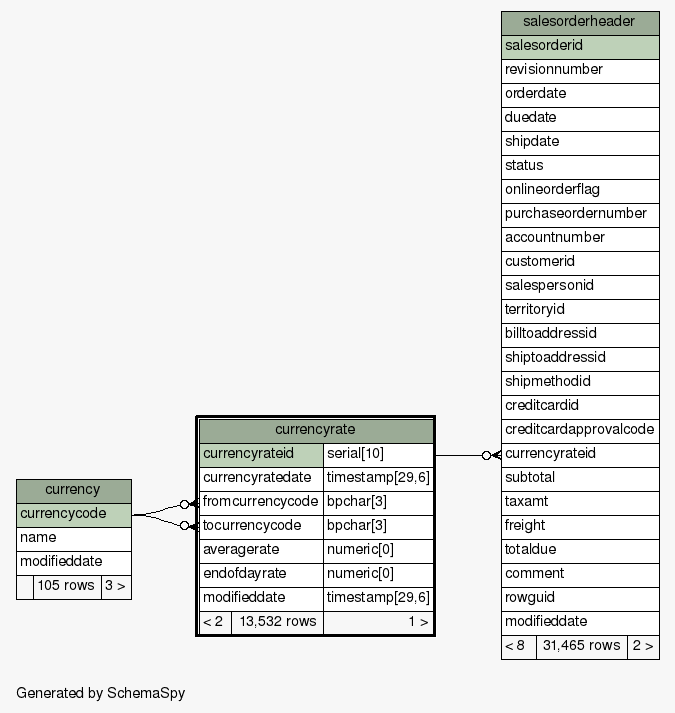 salesorderheader
salesorderid
revisionnumber
orderdate
duedate
shipdate
status
onlineorderflag
purchaseordernumber
accountnumber
customerid
salespersonid
territoryid
billtoaddressid
shiptoaddressid
shipmethodid
creditcardid
creditcardapprovalcode
currencyrateid
subtotal
taxamt
freight
totaldue
comment
rowguid
modifieddate
< 8 31,465 rows 2 >
currencyrate
currencyrateid serial[10]
currencyratedate timestamp[29,6]
fromcurrencycode bpchar[3]
tocurrencycode bpchar[3]
averagerate numeric[0]
endofdayrate numeric[0]
modifieddate timestamp[29,6]
< 2 13,532 rows 1 >
currency
currencycode
name
modifieddate
105 rows 3 >
Generated by SchemaSpy